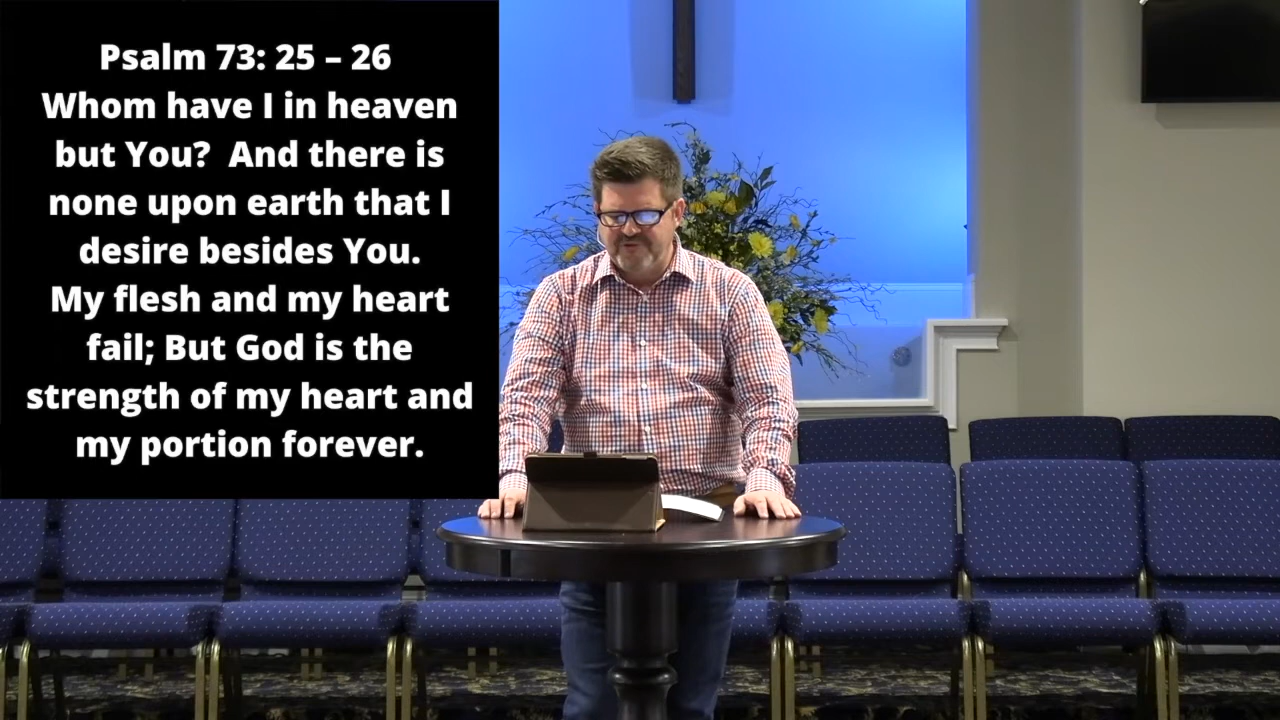 Psalm 73: 25 – 26
Whom have I in heaven
but You?  And there is
none upon earth that I
desire besides You.
My flesh and my heart
fail; But God is the
strength of my heart and
my portion forever.